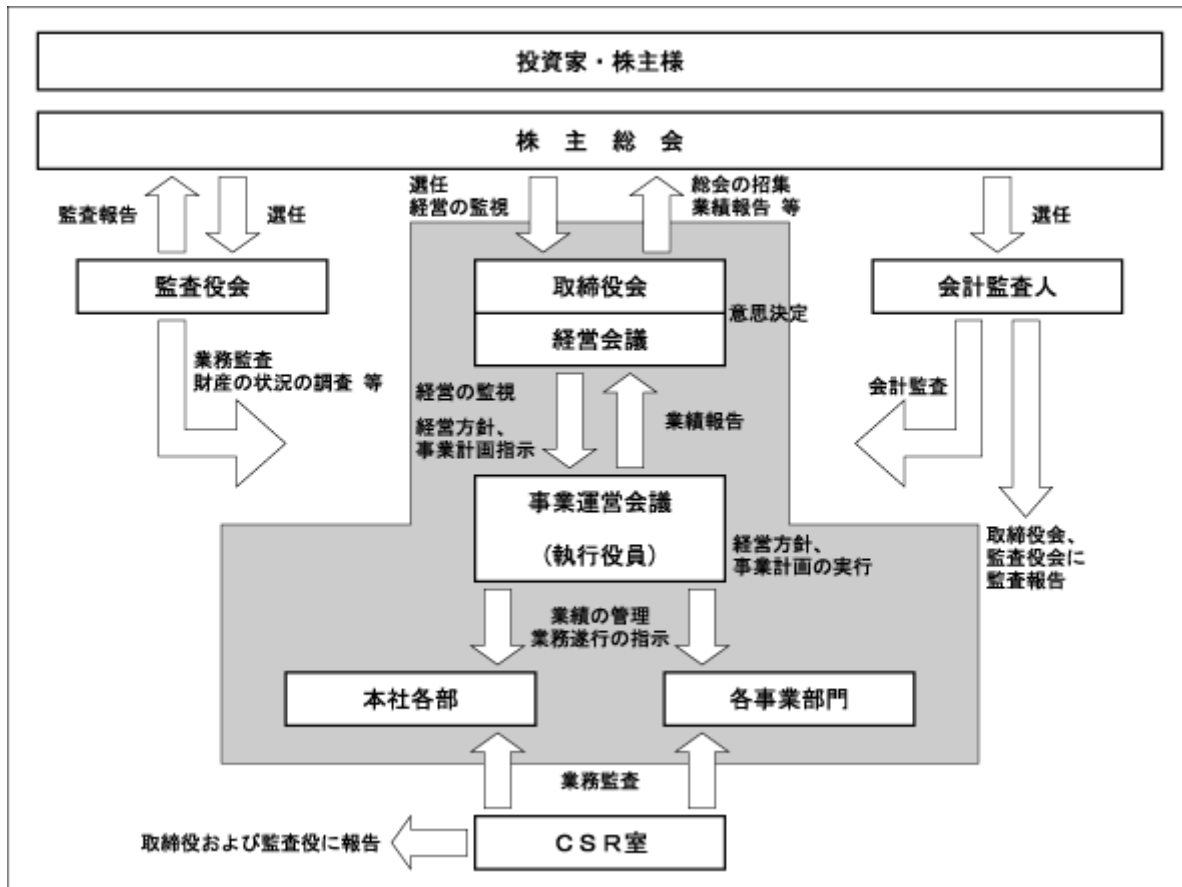 投資家・株主様
株　主　総　会
監査報告
選任
選任
経営の監視
総会の招集
業績報告 等
選任
監査役会
取締役会
経営会議
意思決定
会計監査人
業務監査
財産の状況の調査 等
経営の監視
経営方針、
事業計画指示
業績報告
会計監査
事業運営会議
(執行役員)
経営方針、
事業計画の実行
取締役会、
監査役会に
監査報告
業績の管理
業務遂行の指示
本社各部
各事業部門
業務監査
取締役および監査役に報告
ＣＳＲ室